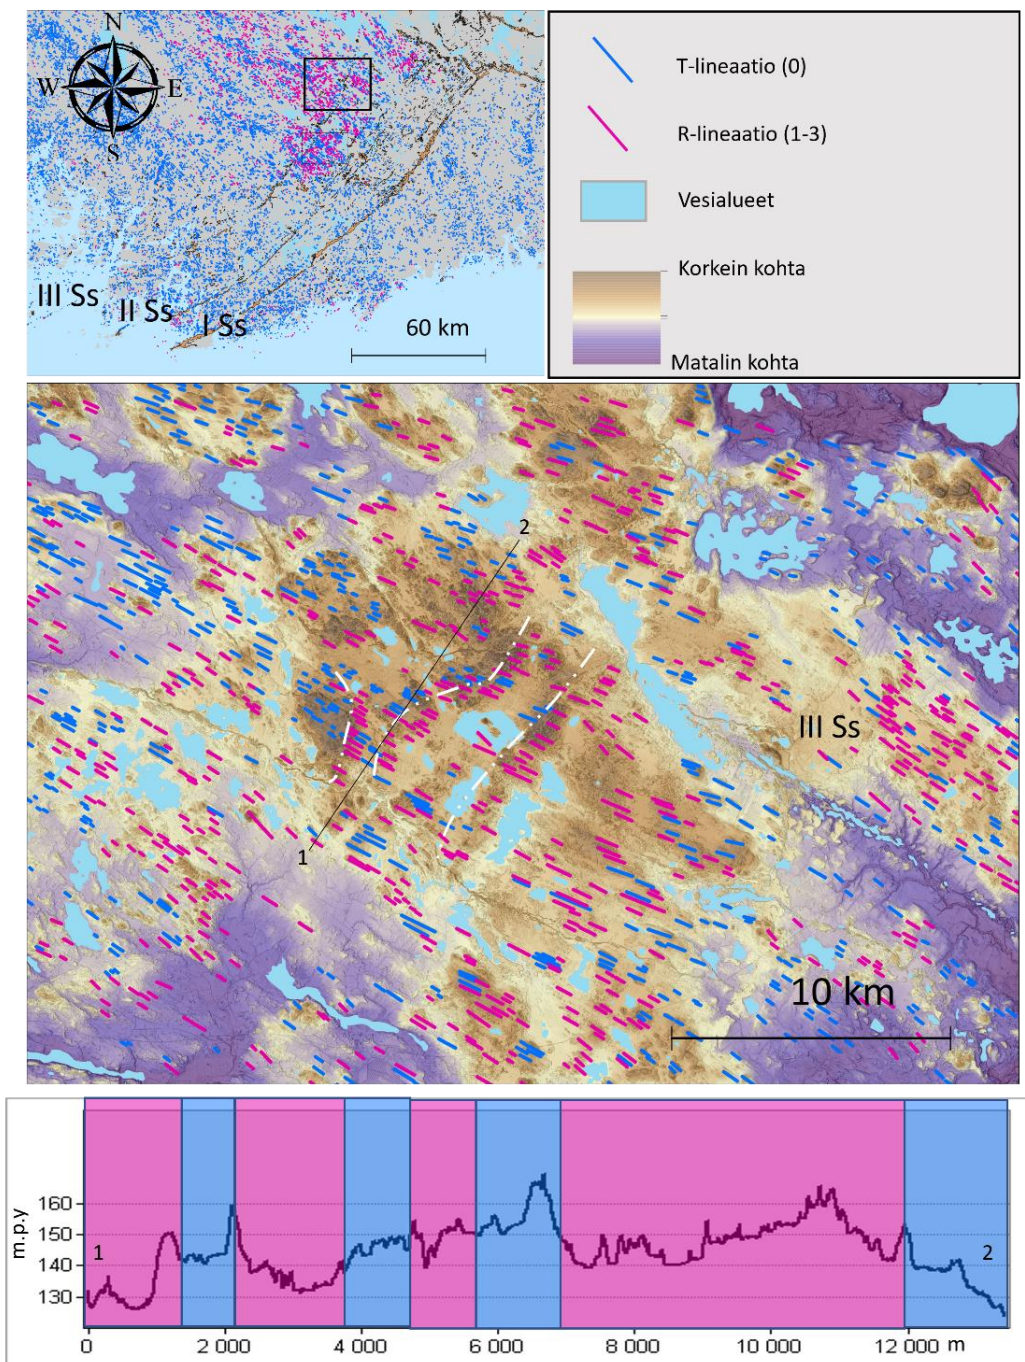 N
W E
S
III Ss
II Ss
I Ss
60 km
T-lineaatio (0)
R-lineaatio (1-3)
Vesialueet
Korkein kohta
Matalin kohta
2
III Ss
1
10 km
m.p.y
160
150
140
130
1
2
0 2 000 4 000 6 000 8 000 10 000 12 000 m